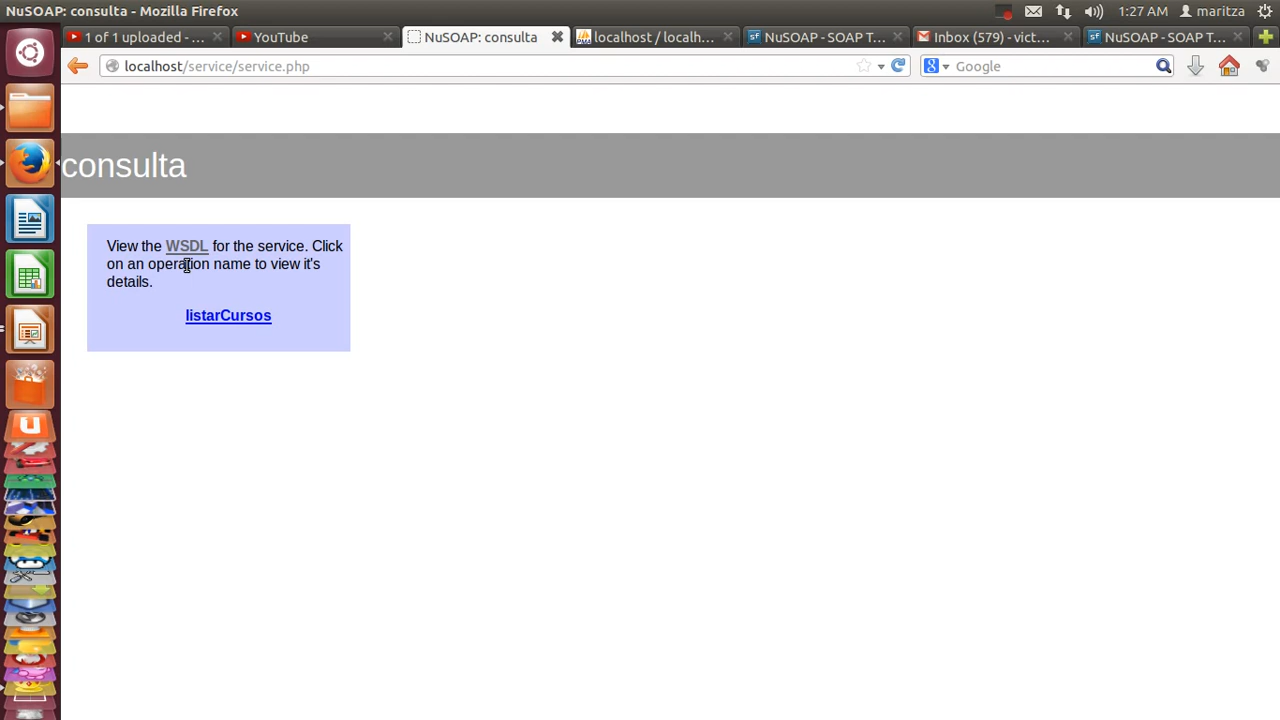 NuSOAP: consulta - Mozilla Firefox
1:27 AM
maritza
1 of 1 uploaded - ...
YouTube
NuSOAP: consulta
localhost / localh...
NuSOAP - SOAP T...
Inbox (579) - vict...
NuSOAP - SOAP T...
localhost/service/service.php
Google
consulta
View the WSDL for the service. Click
on an operation name to view it's
details.
listarCursos